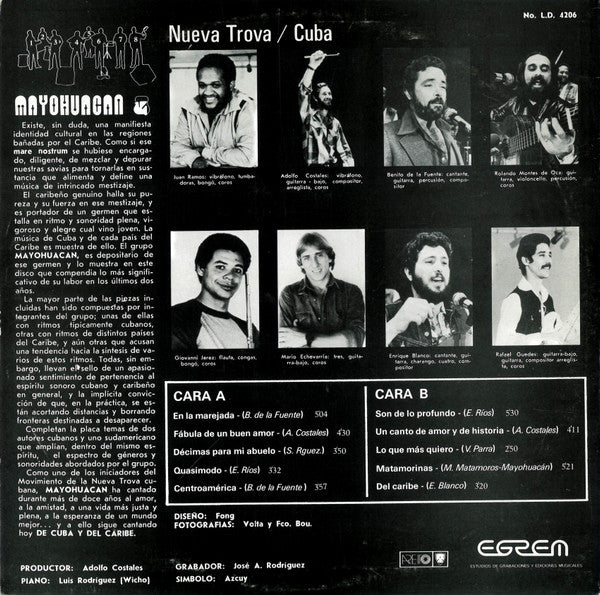 Nueva Trova / Cuba
No. L.D. 4206
MAYOHUACAN
Existe, sin duda, una manifiesta
identidad cultural en las regiones
bañadas por el Caribe. Como si ese
mare nostrum se hubiese encarga-
do, diligente, de mezclar y depurar
nuestras savias para tornarlas en sus-
tancia que alimenta y define una
música de intrincado mestizaje.
El caribeño genuino halla su pu-
reza y su fuerza en ese mestizaje, y
es portador de un germen que es-
talla en ritmo y sonoridad plena, vi-
goroso y alegre cual vino joven. La
música de Cuba y de cada país del
Caribe es muestra de ello. El grupo
MAYOHUACAN, es depositario de
ese germen y lo muestra en este
disco que compendia lo más signifi-
cativo de su labor en los últimos dos
años.
La mayor parte de las piezas in-
cluidas han sido compuestas por in-
tegrantes del grupo; unas de ellas
con ritmos típicamente cubanos,
otras con ritmos de distintos países
del Caribe, y aún otras que acusan
una tendencia hacia la síntesis de va-
rios de estos ritmos. Todas, sin em-
bargo, llevan el sello de un apasio-
nado sentimiento de pertenencia al
espíritu sonoro cubano y caribeño
en general, y la implícita convic-
ción de que, en la práctica, se es-
tán acortando distancias y borrando
fronteras destinadas a desaparecer.
Completan la placa temas de dos
autores cubanos y uno sudamericano
que amplían, dentro del mismo es-
píritu, el espectro de géneros y
sonoridades abordados por el grupo.
Como uno de los iniciadores del
Movimiento de la Nueva Trova cu-
bana, MAYOHUACAN ha cantado
durante más de doce años al amor,
a la amistad, a una vida más justa y
plena, a la esperanza de un mundo
mejor... y a ello sigue cantando
hoy DE CUBA Y DEL CARIBE.
Juan Ramos: vibráfono, tumba-
doras, bongó, coros
Adolfo Costales: vibráfono,
guitarra - bajo, compositor,
arreglista, coros
Benito de la Fuente: cantante,
guitarra, percusión, compo-
sitor
Rolando Montes de Oca: gui-
tarra, violoncello, percusión,
coros
Giovanni Jerez: flauta, congas,
bongó, coros
Mario Echevarría: tres, guita-
rra-bajo, coros
Enrique Blanco: cantante, gui-
terra, charango, cuatro, com-
positor
Rafael Guedes: guitarra-bajo,
guitarra, compositor arreglis-
ta, coros
CARA A
En la marejada - (B. de la Fuente) 504
Fábula de un buen amor - (A. Costales) 430
Décimas para mi abuelo - (S. Rguez.) 350
Quasimodo - (E. Ríos) 332
Centroamérica - (B. de la Fuente ) 357
CARA B
Son de lo profundo - (E. Ríos) 530
Un canto de amor y de historia - (A. Costales) 411
Lo que más quiero - (V. Parra) 250
Matamorinas - (M. Matamoros-Mayohuacán) 521
Del caribe - (E. Blanco) 320
DISEÑO: Fong
FOTOGRAFIAS: Volta y Fco. Bou.
PRODUCTOR: Adolfo Costales
PIANO: Luis Rodríguez (Wicho)
GRABADOR: José A. Rodríguez
SIMBOLO: Azcuy
AREITO
EGREM
ESTUDIOS DE GRABACIONES Y EDICIONES MUSICALES